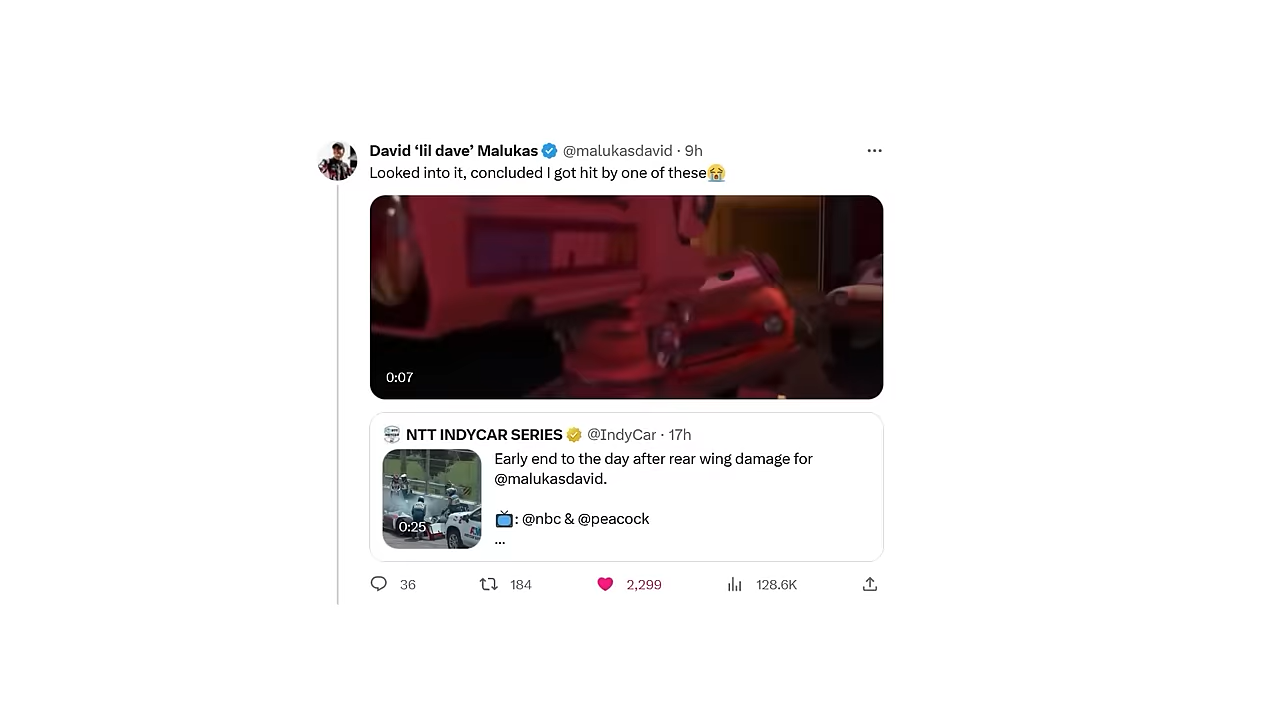 David ‘lil dave’ Malukas @malukasdavid · 9h
Looked into it, concluded I got hit by one of these😭
0:07
NTT INDYCAR SERIES @IndyCar · 17h
Early end to the day after rear wing damage for
@malukasdavid.
📺: @nbc & @peacock
...
0:25
36 184 2,299 128.6K